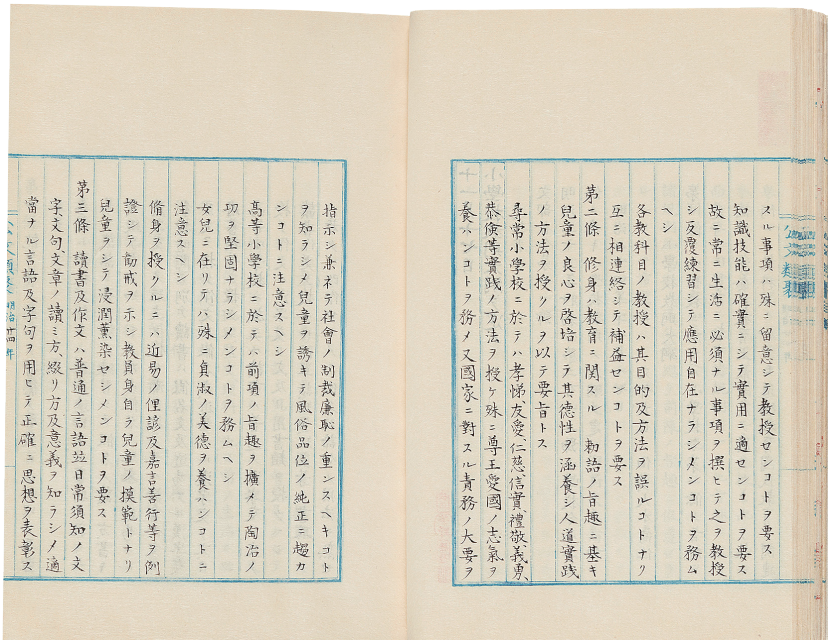 スル事項ハ殊ニ留意シテ教授センコトヲ要ス
知識技能ハ確實ニシテ實用ニ適センコトヲ要ス
故ニ常ニ生活ニ必須ナル事項ヲ撰ヒテ之ヲ教授
シ反覆練習シテ應用自在ナラシメンコトヲ務ム
ヘシ
各教科目ノ教授ハ其目的及方法ヲ誤ルコトナリ
互ニ相連絡シテ補益センコトヲ要ス
第二條 修身ハ教育ニ関スル 勅語ノ旨趣ニ基キ
兒童ノ良心ヲ啓培シテ其德性ヲ涵養シ人道實踐
ノ方法ヲ授クルヲ以テ要旨トス
尋常小學校ニ於テハ孝悌、友愛、仁慈、信實、禮敬、義勇、
恭倹等實踐ノ方法ヲ授ケ殊ニ尊王愛國ノ志氣ヲ
養ハンコトヲ務メ又國家ニ對スル責務ノ大要ヲ
指示シ兼ネテ社會ノ制裁廉恥ノ重ンスヘキコト
ヲ知ラシメ兒童ヲ誘キテ風俗品位ノ純正ニ趨カ
ンコトニ注意スヘシ
高等小學校ニ於テハ前項ノ旨趣ヲ擴メテ陶冶ノ
功ヲ堅固ナラシメンコトヲ務ムヘシ
女兒ニ在リテハ殊ニ貞淑ノ美德ヲ養ハンコトニ
注意スヘシ
修身ヲ授クルニハ近易ノ俚諺及嘉言善行等ヲ例
證シテ勧戒ヲ示シ教員身自ラ兒童ノ摸範トナリ
兒童ヲシテ浸潤薫染セシメンコトヲ要ス
第三條 讀書及作文ハ普通ノ言語竝日常須知ノ文
字、文句、文章ノ讀ミ方、綴リ方及意義ヲ知ラシメ適
當ナル言語及字句ヲ用ヒテ正確ニ思想ヲ表彰ス